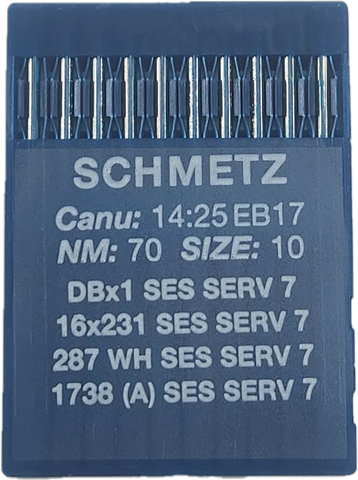 SCHMETZ
Canu: 14:25 EB17
NM: 70 SIZE: 10
DBx1 SES SERV 7
16x231 SES SERV 7
287 WH SES SERV 7
1738 (A) SES SERV 7